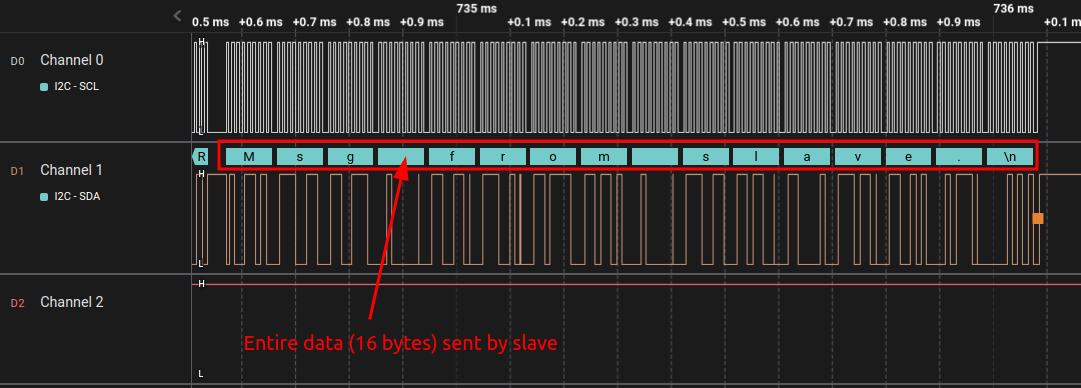 735 ms 736 ms
0.5 ms +0.6 ms +0.7 ms +0.8 ms +0.9 ms +0.1 ms +0.2 ms +0.3 ms +0.4 ms +0.5 ms +0.6 ms +0.7 ms +0.8 ms +0.9 ms +0.1 m
D0 Channel 0 H
I2C - SCL
L
R M s g f r o m s l a v e . \n
D1 Channel 1 H
I2C - SDA
L
D2 Channel 2 H
Entire data (16 bytes) sent by slave
L